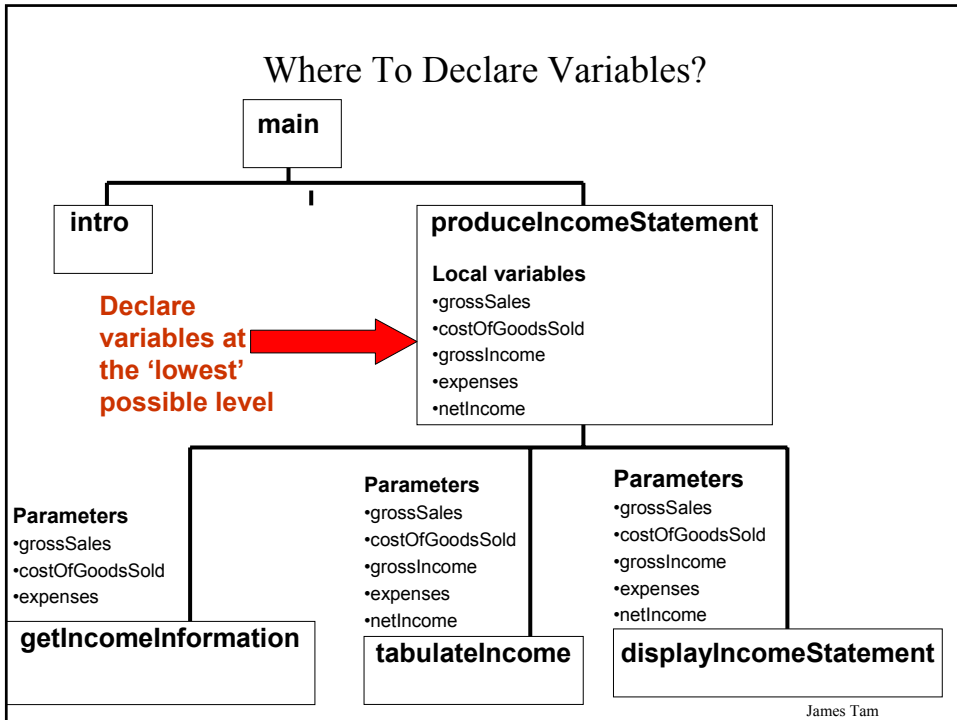 Where To Declare Variables?
main
intro
produceIncomeStatement
Local variables
•grossSales
•costOfGoodsSold
•grossIncome
•expenses
•netIncome
Declare
variables at
the ‘lowest’
possible level
Parameters
•grossSales
•costOfGoodsSold
•expenses
getIncomeInformation
Parameters
•grossSales
•costOfGoodsSold
•grossIncome
•expenses
•netIncome
tabulateIncome
Parameters
•grossSales
•costOfGoodsSold
•grossIncome
•expenses
•netIncome
displayIncomeStatement
James Tam